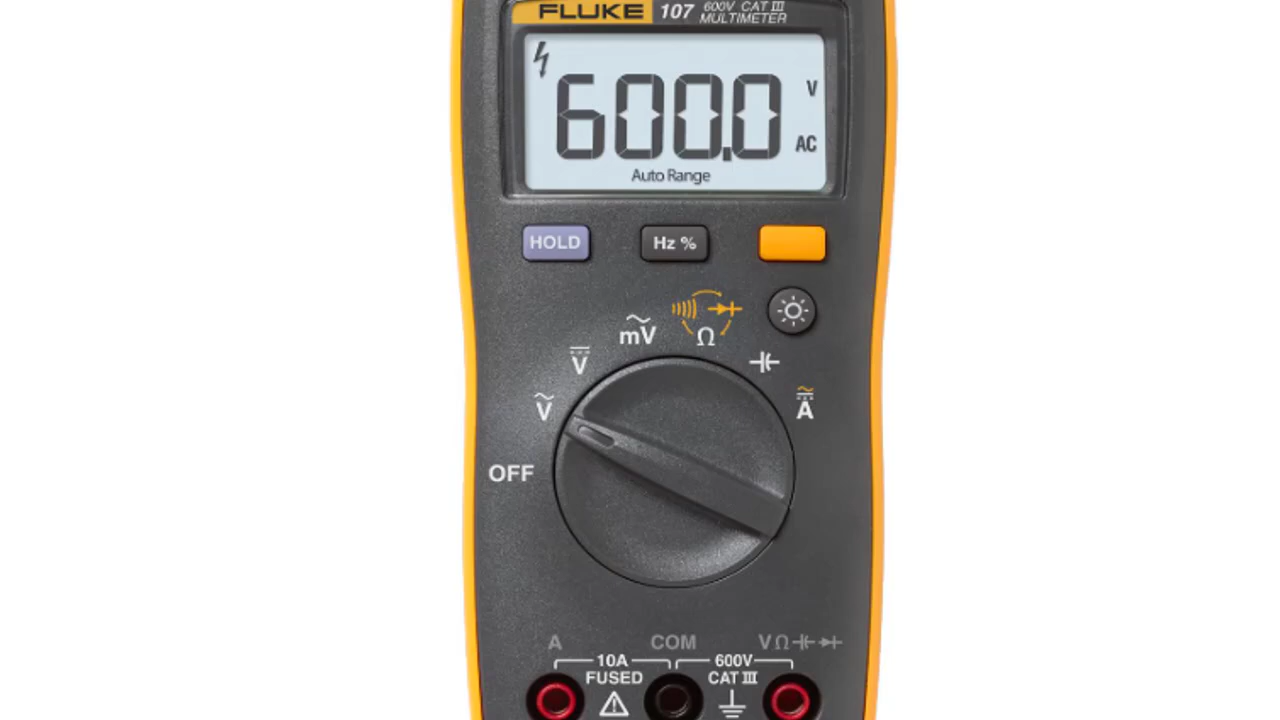 FLUKE 107 600V CAT III
MULTIMETER
600.0 V
AC
Auto Range
HOLD Hz %
mV Ω
V
V A
OFF
A COM VΩ
10A 600V
FUSED CAT III